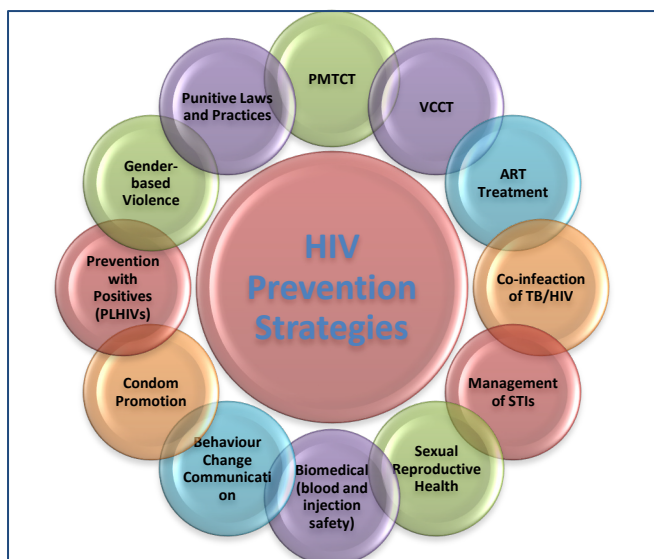 PMTCT
VCCT
ART
Treatment
Co-infeaction
of TB/HIV
Management
of STIs
Sexual
Reproductive
Health
Biomedical
(blood and
injection
safety)
Behaviour
Change
Communicati
on
Condom
Promotion
Prevention
with
Positives
(PLHIVs)
Gender-
based
Violence
Punitive Laws
and Practices
HIV
Prevention
Strategies